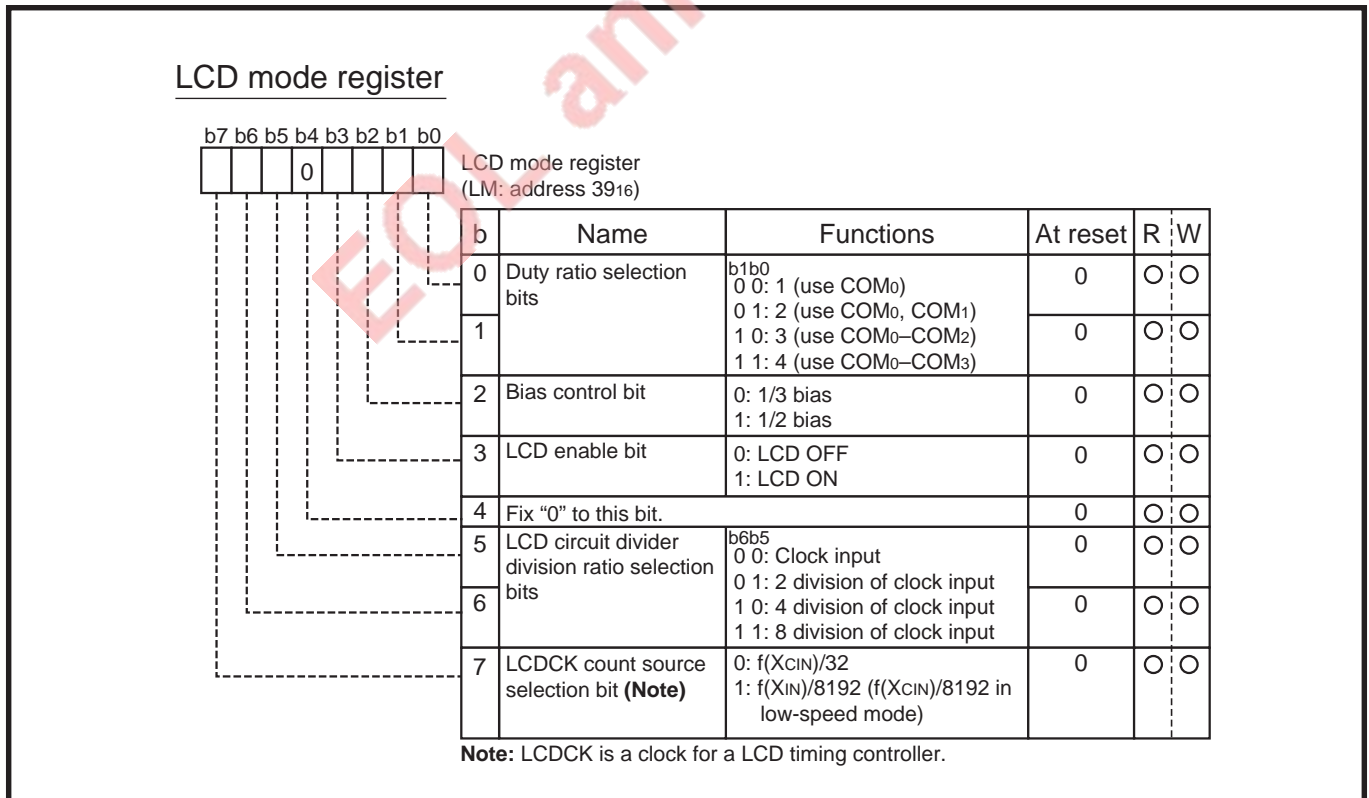 EOL ann
LCD mode register
b7 b6 b5 b4 b3 b2 b1 b0
0
LCD mode register
(LM: address 3916)
b Name Functions At reset R W
0 Duty ratio selection bits
b1b0
0 0: 1 (use COM0)
0 1: 2 (use COM0, COM1)
1 0: 3 (use COM0–COM2)
1 1: 4 (use COM0–COM3)
0 ○ ○
1 0 ○ ○
2 Bias control bit
0: 1/3 bias
1: 1/2 bias
0 ○ ○
3 LCD enable bit
0: LCD OFF
1: LCD ON
0 ○ ○
4 Fix “0” to this bit. 0 ○ ○
5 LCD circuit divider
division ratio selection
bits
b6b5
0 0: Clock input
0 1: 2 division of clock input
1 0: 4 division of clock input
1 1: 8 division of clock input
0 ○ ○
6 0 ○ ○
7 LCDCK count source
selection bit (Note)
0: f(XCIN)/32
1: f(XIN)/8192 (f(XCIN)/8192 in
low-speed mode)
0 ○ ○
Note: LCDCK is a clock for a LCD timing controller.